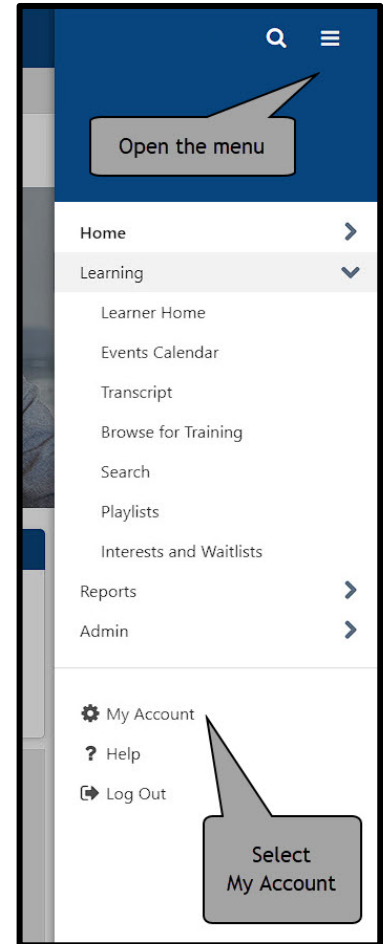 Open the menu
Home
Learning
Learner Home
Events Calendar
Transcript
Browse for Training
Search
Playlists
Interests and Waitlists
Reports
Admin
My Account
? Help
Log Out
Select
My Account